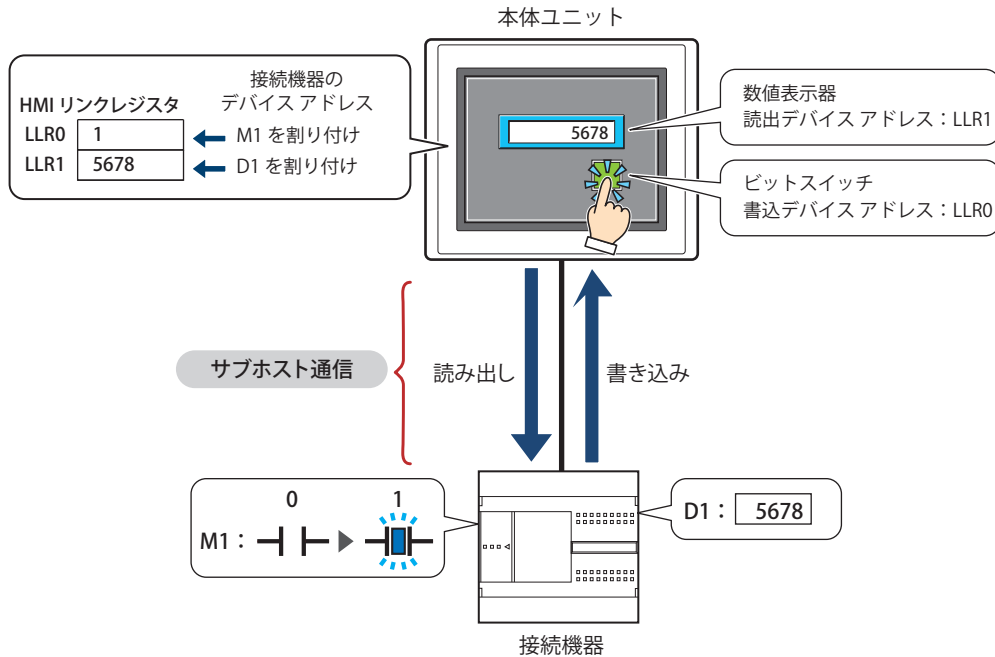 本体ユニット
接続機器の
デバイス アドレス
HMI リンクレジスタ
LLR0 1 M1 を割り付け
LLR1 5678 D1 を割り付け
5678
数値表示器
読出デバイス アドレス：LLR1
ビットスイッチ
書込デバイス アドレス：LLR0
サブホスト通信
読み出し
書き込み
0 1
M1：
D1： 5678
接続機器